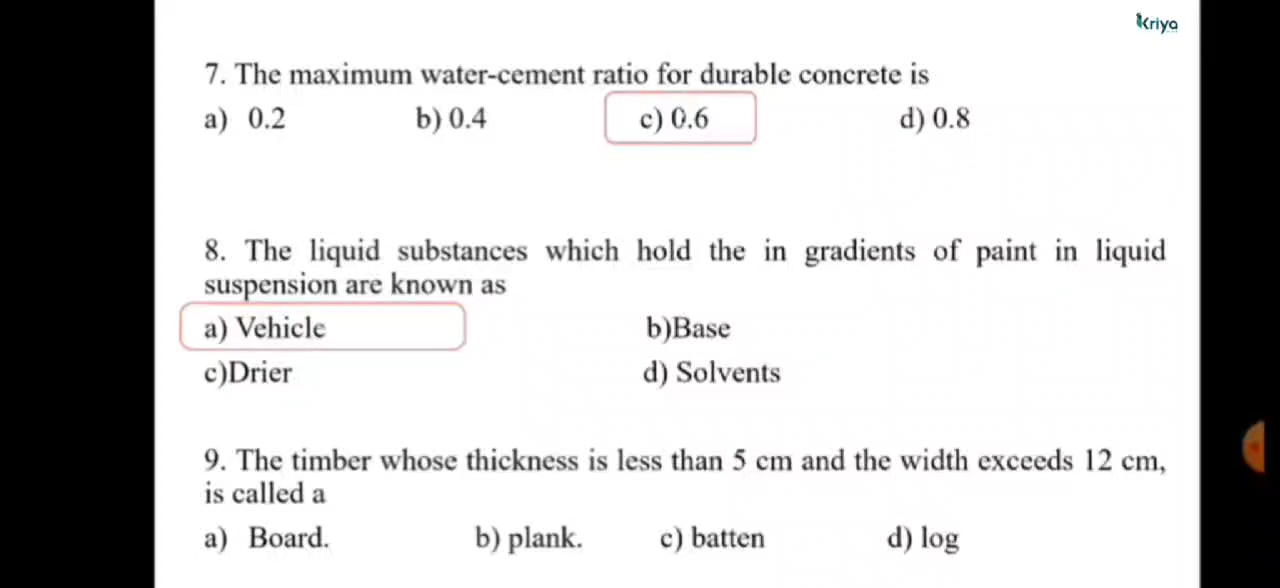 Kriya
7. The maximum water-cement ratio for durable concrete is
a) 0.2 b) 0.4 c) 0.6 d) 0.8
8. The liquid substances which hold the in gradients of paint in liquid
suspension are known as
a) Vehicle b)Base
c)Drier d) Solvents
9. The timber whose thickness is less than 5 cm and the width exceeds 12 cm,
is called a
a) Board. b) plank. c) batten d) log